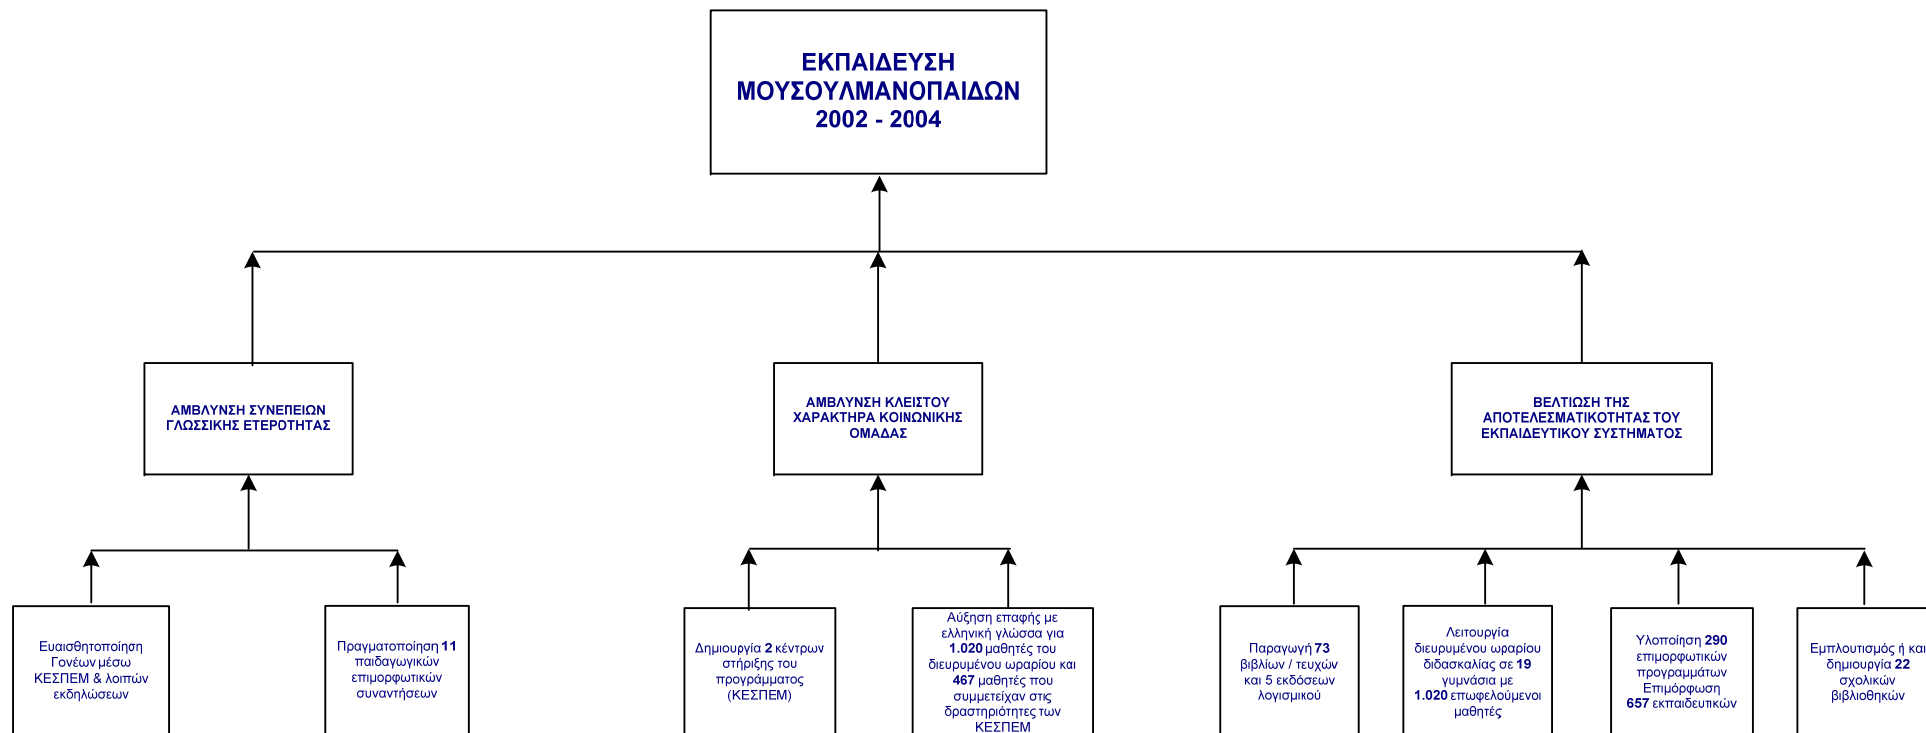 ΕΚΠΑΙΔΕΥΣΗ
ΜΟΥΣΟΥΛΜΑΝΟΠΑΙΔΩΝ
2002 - 2004
ΑΜΒΛΥΝΣΗ ΣΥΝΕΠΕΙΩΝ
ΓΛΩΣΣΙΚΗΣ ΕΤΕΡΟΤΗΤΑΣ
ΑΜΒΛΥΝΣΗ ΚΛΕΙΣΤΟΥ
ΧΑΡΑΚΤΗΡΑ ΚΟΙΝΩΝΙΚΗΣ
ΟΜΑΔΑΣ
ΒΕΛΤΙΩΣΗ ΤΗΣ
ΑΠΟΤΕΛΕΣΜΑΤΙΚΟΤΗΤΑΣ ΤΟΥ
ΕΚΠΑΙΔΕΥΤΙΚΟΥ ΣΥΣΤΗΜΑΤΟΣ
Ευαισθητοποίηση
Γονέων μέσω
ΚΕΣΠΕΜ & λοιπών
εκδηλώσεων
Πραγματοποίηση 11
παιδαγωγικών
επιμορφωτικών
συναντήσεων
Δημιουργία 2 κέντρων
στήριξης του
προγράμματος
(ΚΕΣΠΕΜ)
Αύξηση επαφής με
ελληνική γλώσσα για
1.020 μαθητές του
διευρυμένου ωραρίου και
467 μαθητές που
συμμετείχαν στις
δραστηριότητες των
ΚΕΣΠΕΜ
Παραγωγή 73
βιβλίων / τευχών
και 5 εκδόσεων
λογισμικού
Λειτουργία
διευρυμένου ωραρίου
διδασκαλίας σε 19
γυμνάσια με
1.020 επωφελούμενοι
μαθητές
Υλοποίηση 290
επιμορφωτικών
προγραμμάτων
Επιμόρφωση
657 εκπαιδευτικών
Εμπλουτισμός ή και
δημιουργία 22
σχολικών
βιβλιοθηκών